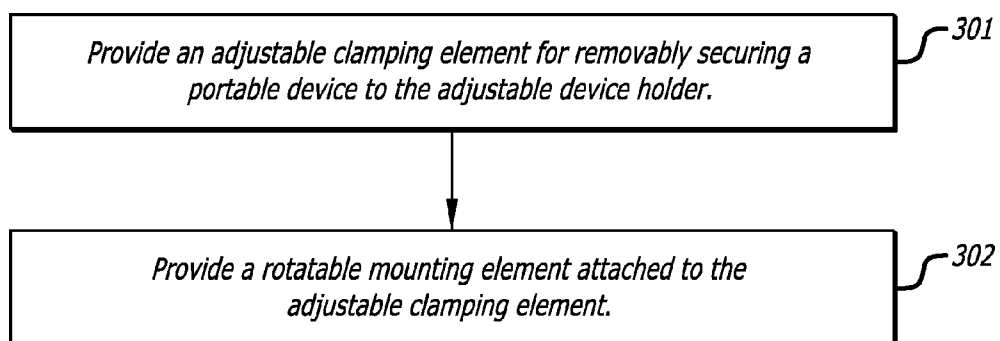 Provide an adjustable clamping element for removably securing a
portable device to the adjustable device holder.
301
Provide a rotatable mounting element attached to the
adjustable clamping element.
302